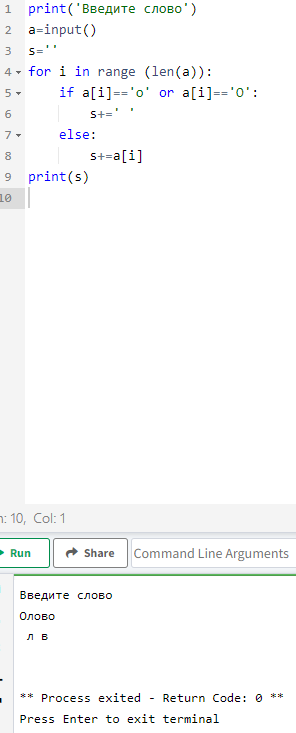 1 print('Введите слово')
2 a=input()
3 s=''
4 for i in range (len(a)):
5     if a[i]=='о' or a[i]=='О':
6         s+=' '
7     else:
8         s+=a[i]
9 print(s)
10
n: 10, Col: 1
Run Share Command Line Arguments
Введите слово
Олово
 л в
** Process exited - Return Code: 0 **
Press Enter to exit terminal